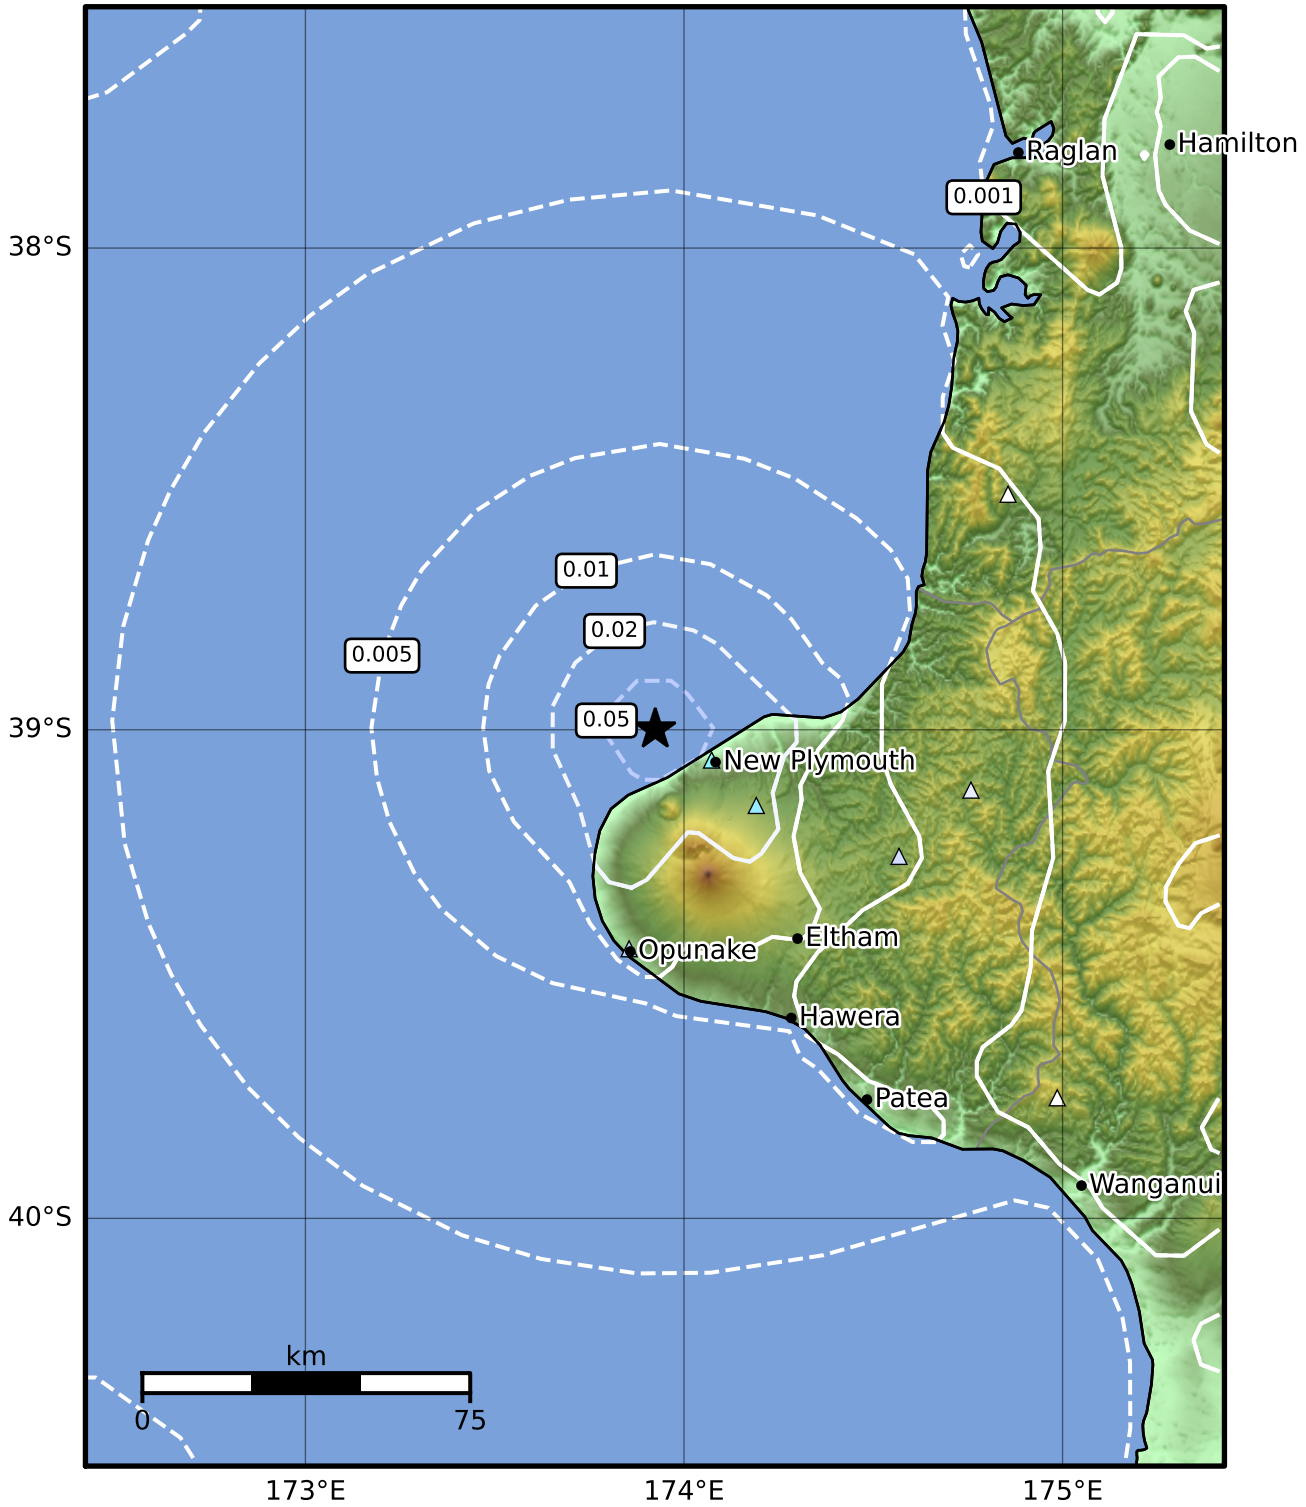 Hamilton
Raglan
0.001
38°S
0.01
0.02
0.005
0.05
39°S
New Plymouth
Eltham
Opunake
Hawera
Patea
Wanganui
40°S
km
0 75
173°E 174°E 175°E